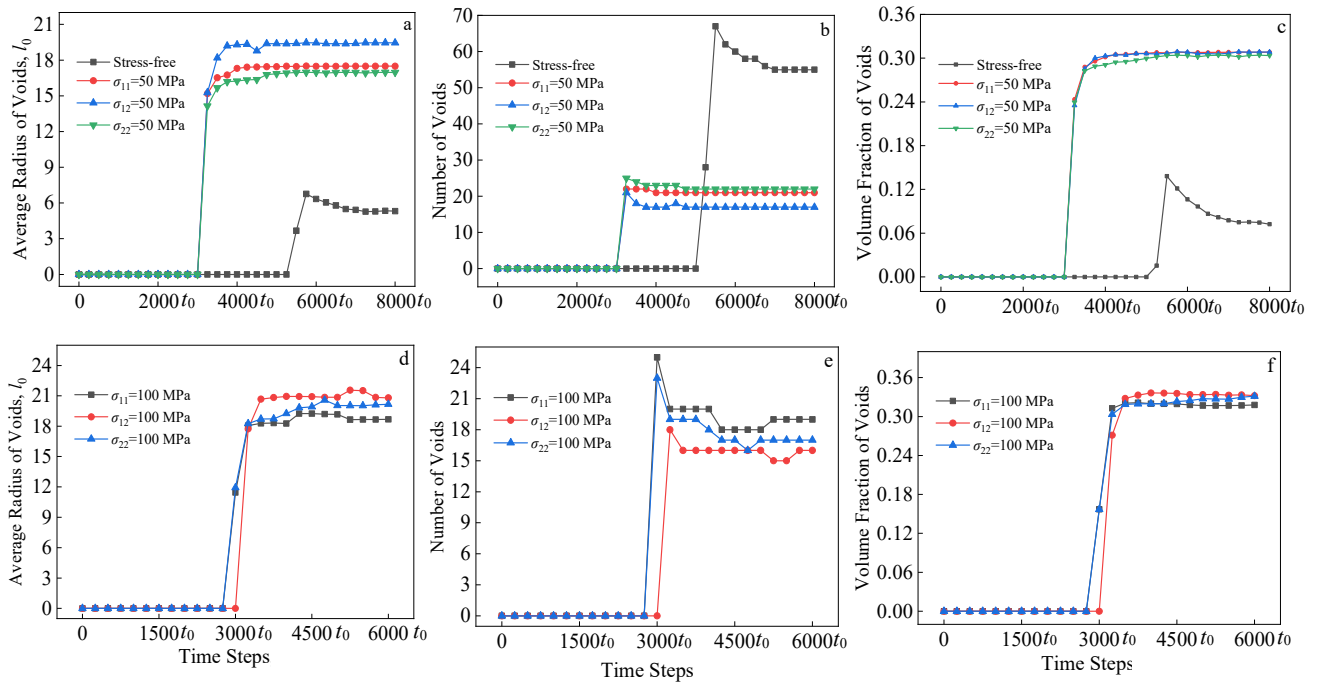 a
Average Radius of Voids, l₀
21
18
15
12
9
6
3
0
Stress-free
σ₁₁=50 MPa
σ₁₂=50 MPa
σ₂₂=50 MPa
0 2000t₀ 4000t₀ 6000t₀ 8000t₀
b
Number of Voids
70
60
50
40
30
20
10
0
Stress-free
σ₁₁=50 MPa
σ₁₂=50 MPa
σ₂₂=50 MPa
0 2000t₀ 4000t₀ 6000t₀ 8000t₀
c
Volume Fraction of Voids
0.36
0.30
0.24
0.18
0.12
0.06
0.00
Stress-free
σ₁₁=50 MPa
σ₁₂=50 MPa
σ₂₂=50 MPa
0 2000t₀ 4000t₀ 6000t₀ 8000t₀
d
Average Radius of Voids, l₀
24
21
18
15
12
9
6
3
0
σ₁₁=100 MPa
σ₁₂=100 MPa
σ₂₂=100 MPa
0 1500t₀ 3000t₀ 4500t₀ 6000t₀
Time Steps
e
Number of Voids
24
21
18
15
12
9
6
3
0
σ₁₁=100 MPa
σ₁₂=100 MPa
σ₂₂=100 MPa
0 1500t₀ 3000t₀ 4500t₀ 6000t₀
Time Steps
f
Volume Fraction of Voids
0.36
0.30
0.24
0.18
0.12
0.06
0.00
σ₁₁=100 MPa
σ₁₂=100 MPa
σ₂₂=100 MPa
0 1500t₀ 3000t₀ 4500t₀ 6000t₀
Time Steps